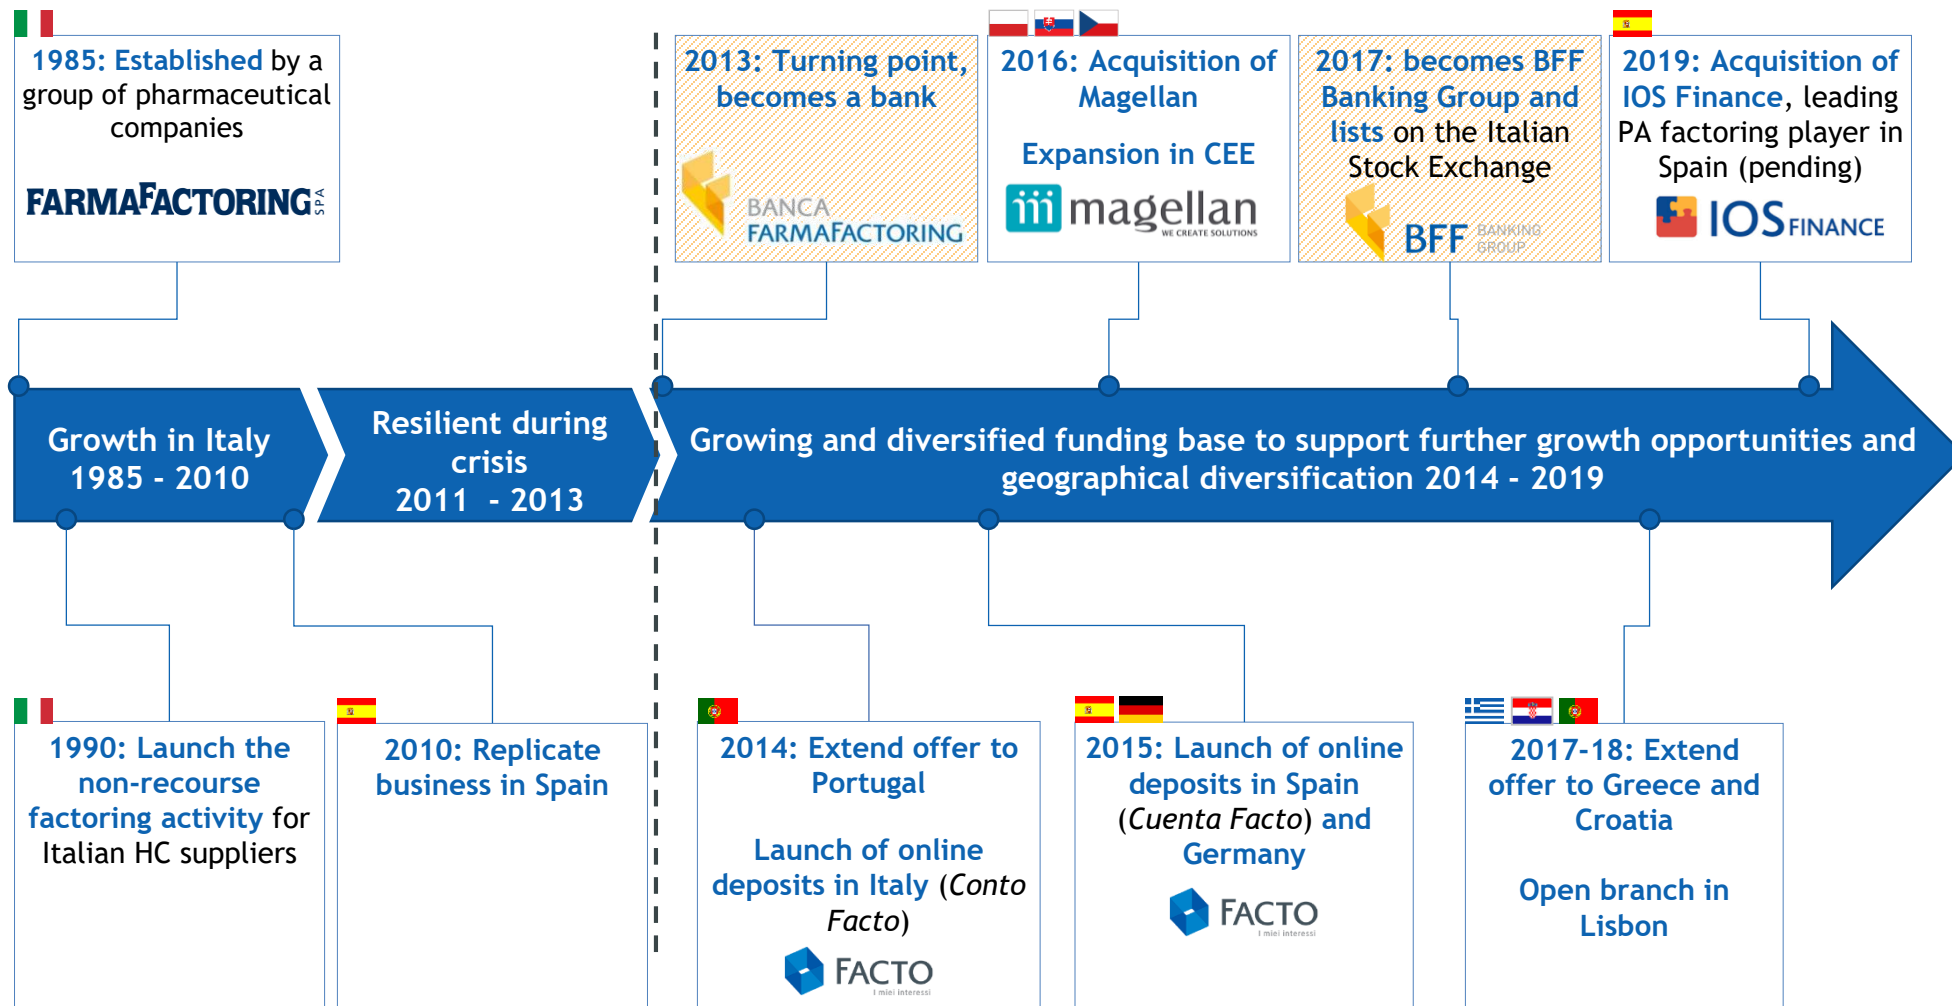 1985: Established by a
group of pharmaceutical
companies
FARMAFACTORING SPA
2013: Turning point,
becomes a bank
BANCA
FARMAFACTORING
2016: Acquisition of
Magellan
Expansion in CEE
magellan
WE CREATE SOLUTIONS
2017: becomes BFF
Banking Group and
lists on the Italian
Stock Exchange
BFF BANKING
GROUP
2019: Acquisition of
IOS Finance, leading
PA factoring player in
Spain (pending)
IOS FINANCE
Growth in Italy
1985 - 2010
Resilient during
crisis
2011 - 2013
Growing and diversified funding base to support further growth opportunities and
geographical diversification 2014 - 2019
1990: Launch the
non-recourse
factoring activity for
Italian HC suppliers
2010: Replicate
business in Spain
2014: Extend offer to
Portugal
Launch of online
deposits in Italy (Conto
Facto)
FACTO
I miei interessi
2015: Launch of online
deposits in Spain
(Cuenta Facto) and
Germany
FACTO
I miei interessi
2017-18: Extend
offer to Greece and
Croatia
Open branch in
Lisbon